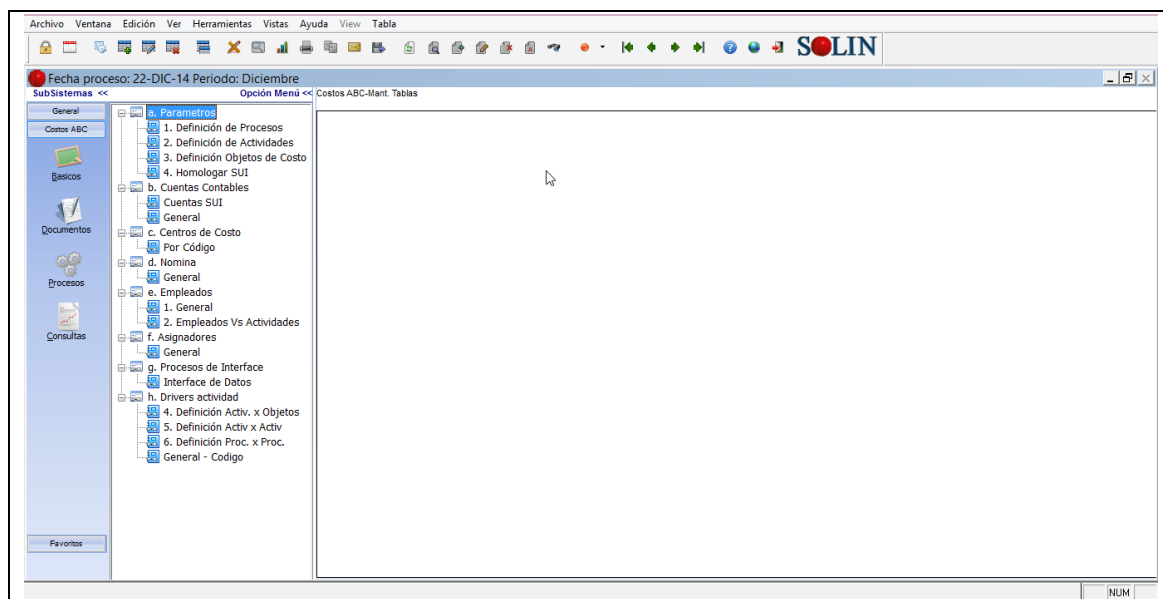 Archivo Ventana Edición Ver Herramientas Vistas Ayuda View Tabla
SOLIN
Fecha proceso: 22-DIC-14 Periodo: Diciembre
SubSistemas << Opción Menú << Costos ABC-Mant. Tablas
General
Costos ABC
Basicos
Documentos
Procesos
Consultas
Favoritos
a. Parametros
1. Definición de Procesos
2. Definición de Actividades
3. Definición Objetos de Costo
4. Homologar SUI
b. Cuentas Contables
Cuentas SUI
General
c. Centros de Costo
Por Código
d. Nomina
General
e. Empleados
1. General
2. Empleados Vs Actividades
f. Asignadores
General
g. Procesos de Interface
Interface de Datos
h. Drivers actividad
4. Definición Activ. x Objetos
5. Definición Activ x Activ
6. Definición Proc. x Proc.
General - Codigo
NUM